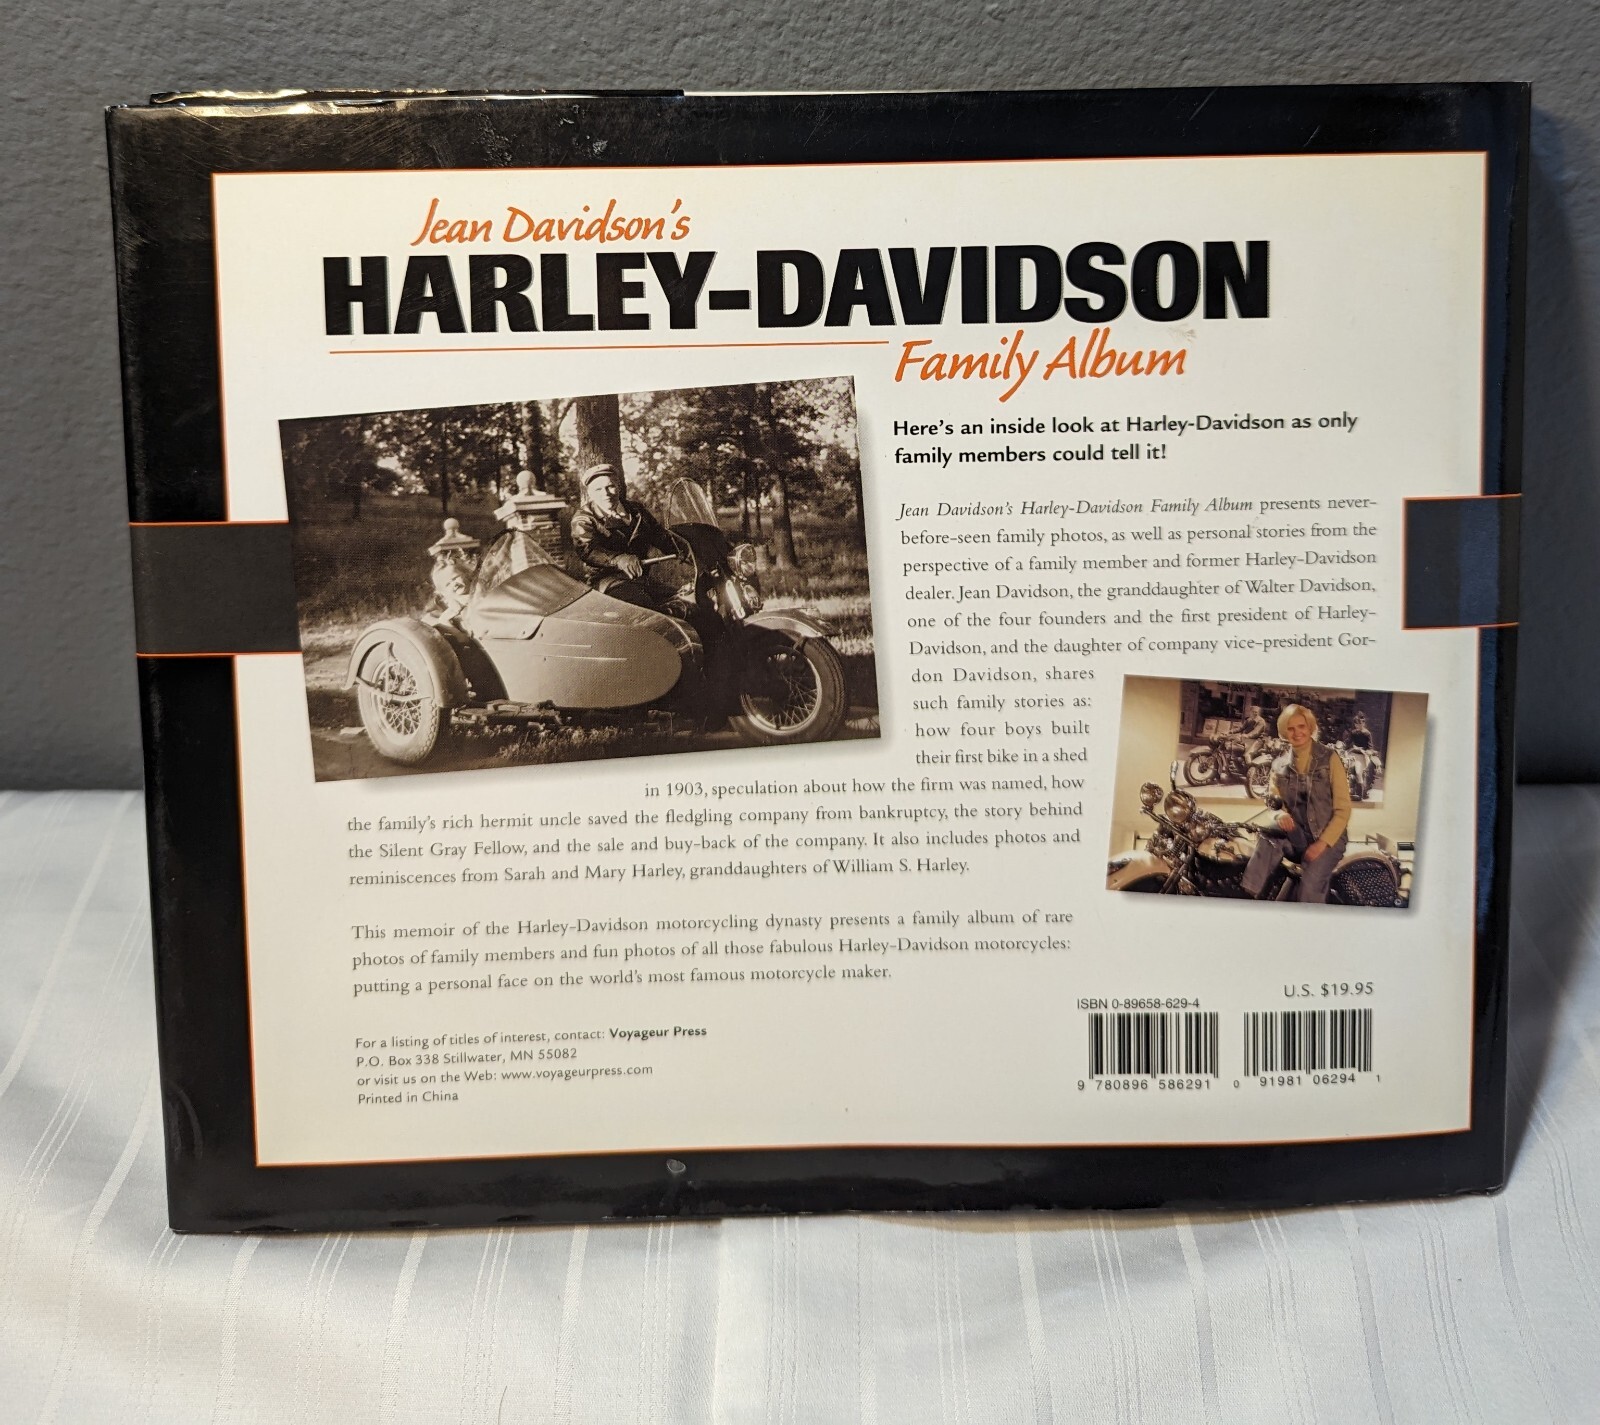 Jean Davidson's
HARLEY-DAVIDSON
Family Album
Here's an inside look at Harley-Davidson as only
family members could tell it!
Jean Davidson's Harley-Davidson Family Album presents never-
before-seen family photos, as well as personal stories from the
perspective of a family member and former Harley-Davidson
dealer. Jean Davidson, the granddaughter of Walter Davidson,
one of the four founders and the first president of Harley-
Davidson, and the daughter of company vice-president Gor-
don Davidson, shares
such family stories as:
how four boys built
their first bike in a shed
in 1903, speculation about how the firm was named, how
the family's rich hermit uncle saved the fledgling company from bankruptcy, the story behind
the Silent Gray Fellow, and the sale and buy-back of the company. It also includes photos and
reminiscences from Sarah and Mary Harley, granddaughters of William S. Harley.
This memoir of the Harley-Davidson motorcycling dynasty presents a family album of rare
photos of family members and fun photos of all those fabulous Harley-Davidson motorcycles:
putting a personal face on the world's most famous motorcycle maker.
For a listing of titles of interest, contact: Voyageur Press
P.O. Box 338 Stillwater, MN 55082
or visit us on the Web: www.voyageurpress.com
Printed in China
U.S. $19.95
ISBN 0-89658-629-4
9 780896 586291
0 91981 06294 1